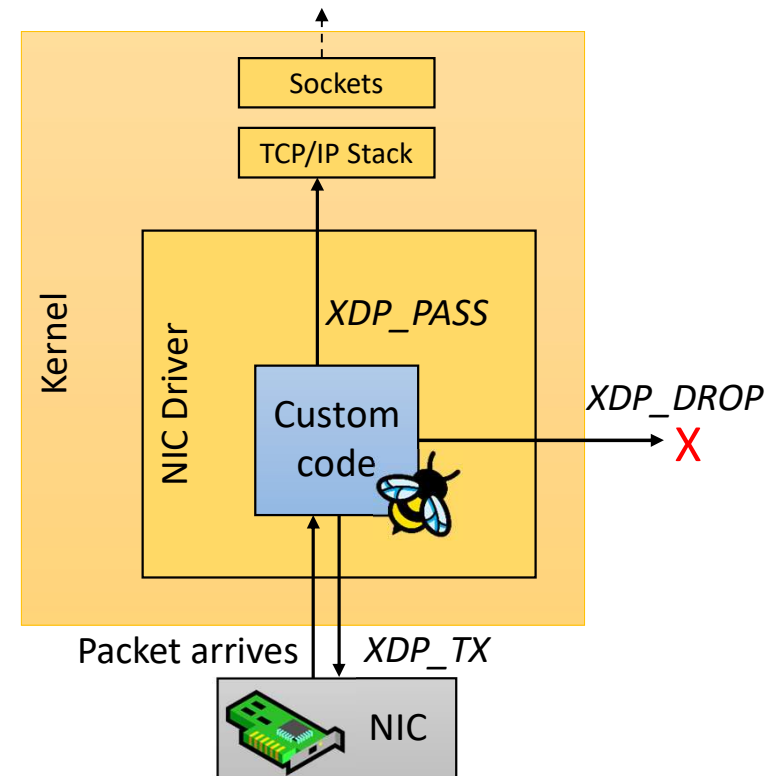 Sockets
TCP/IP Stack
Kernel
NIC Driver
XDP_PASS
Custom
code
XDP_DROP
X
Packet arrives
XDP_TX
NIC